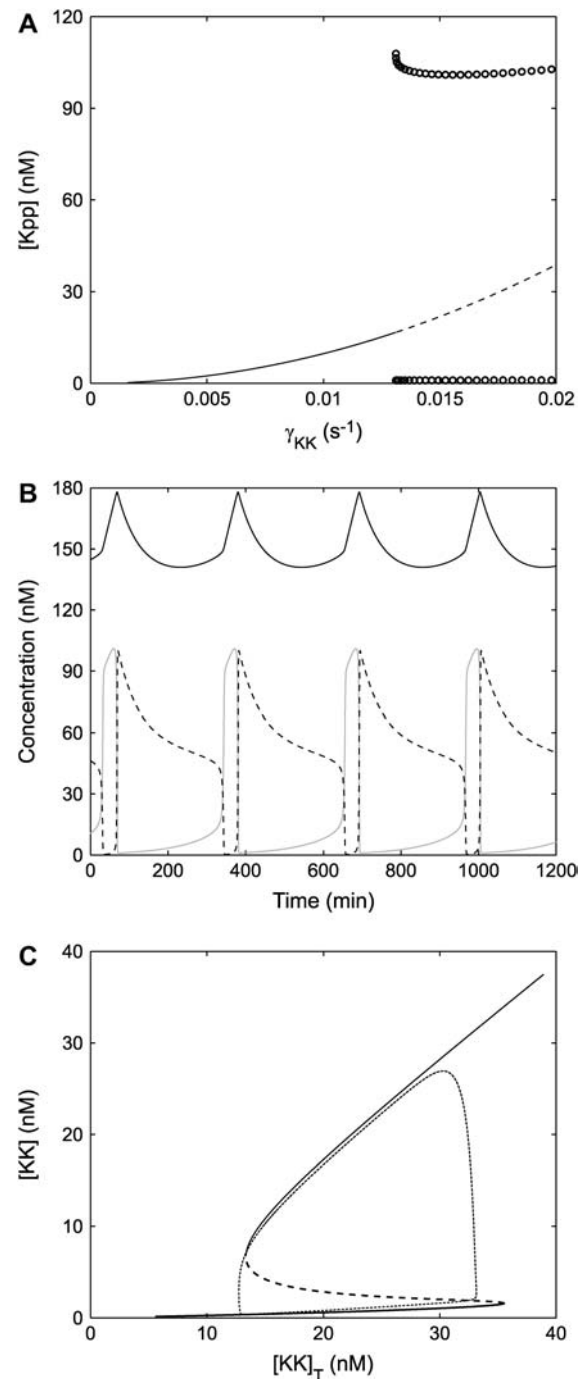 A
120
90
60
30
0
[Kpp] (nM)
0 0.005 0.01 0.015 0.02
γKK (s-1)
B
180
150
120
90
60
30
0
Concentration (nM)
0 200 400 600 800 1000 1200
Time (min)
C
40
30
20
10
0
[KK] (nM)
0 10 20 30 40
[KK]T (nM)